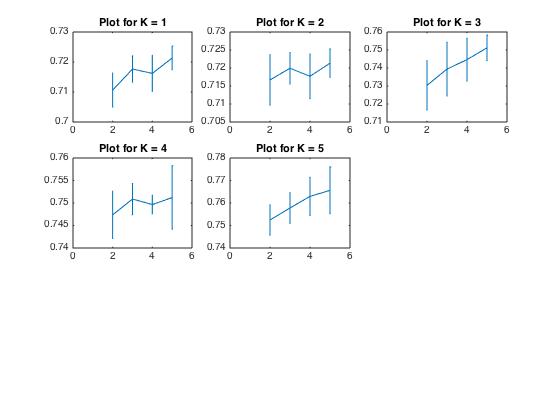 Plot for K = 1
0.73
0.72
0.71
0.7
0 2 4 6
Plot for K = 2
0.73
0.725
0.72
0.715
0.71
0.705
0 2 4 6
Plot for K = 3
0.76
0.75
0.74
0.73
0.72
0.71
0 2 4 6
Plot for K = 4
0.76
0.755
0.75
0.745
0.74
0 2 4 6
Plot for K = 5
0.78
0.77
0.76
0.75
0.74
0 2 4 6